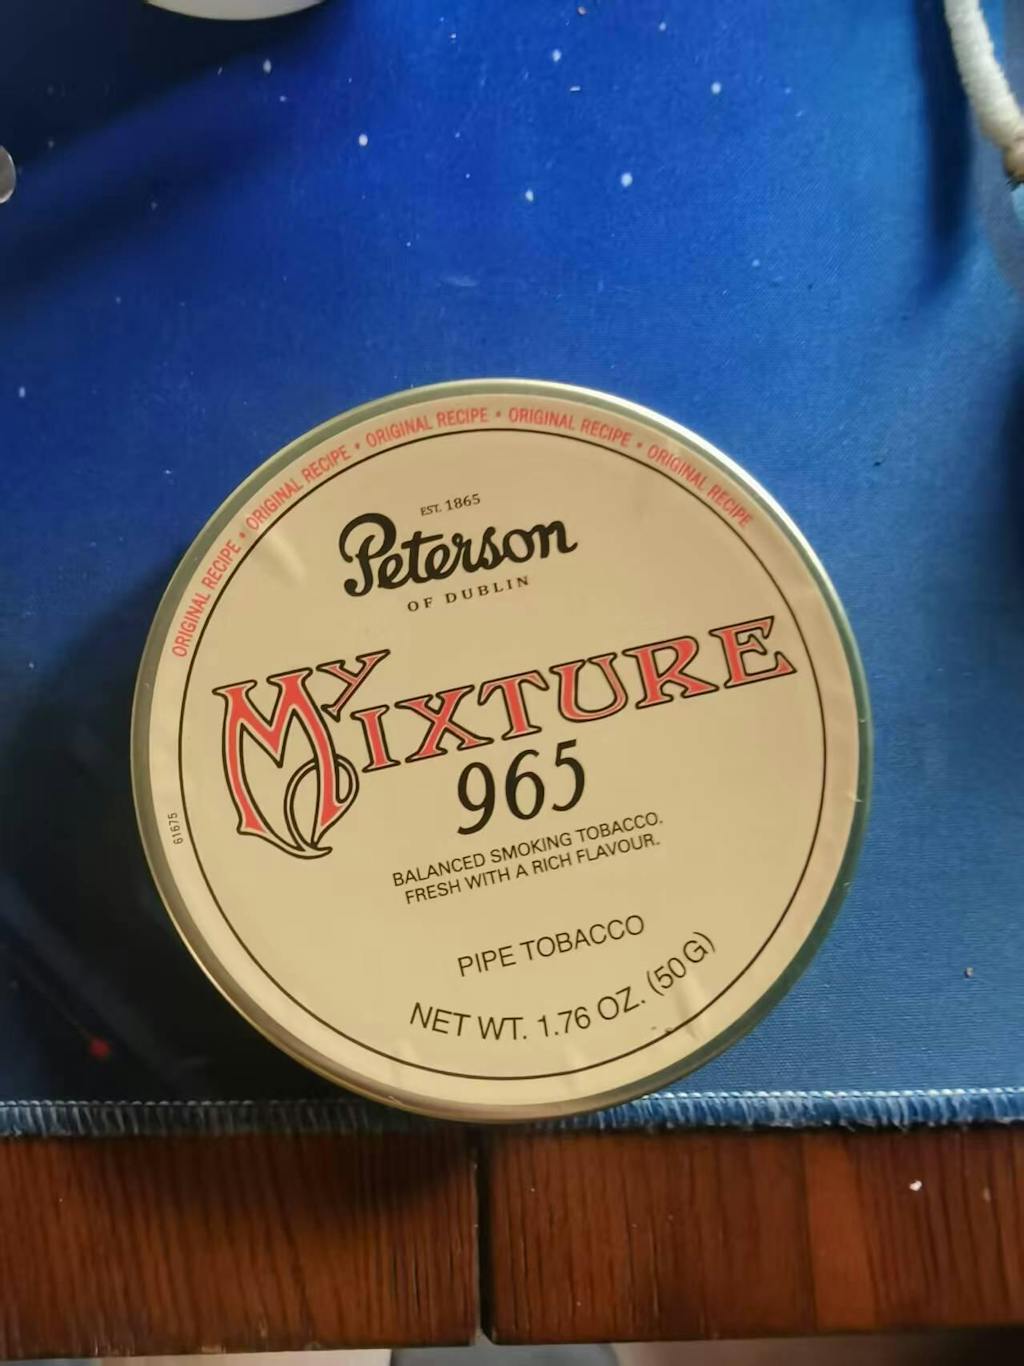 ORIGINAL RECIPE • ORIGINAL RECIPE • ORIGINAL RECIPE • ORIGINAL RECIPE • ORIGINAL RECIPE
EST. 1865
Peterson
OF DUBLIN
My Mixture
965
BALANCED SMOKING TOBACCO.
FRESH WITH A RICH FLAVOUR.
PIPE TOBACCO
NET WT. 1.76 OZ. (50 G)
61675